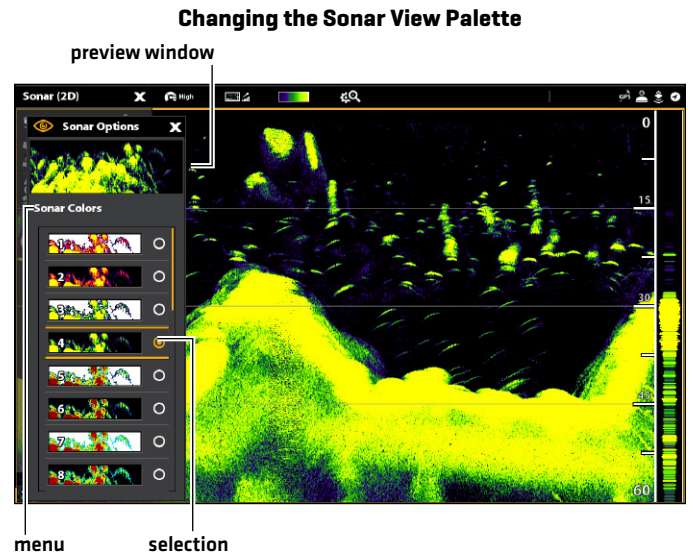 Changing the Sonar View Palette
preview window
Sonar (2D)
High
GPS
Sonar Options
Sonar Colors
1
2
3
4
5
6
7
8
0
15
30
45
60
menu
selection